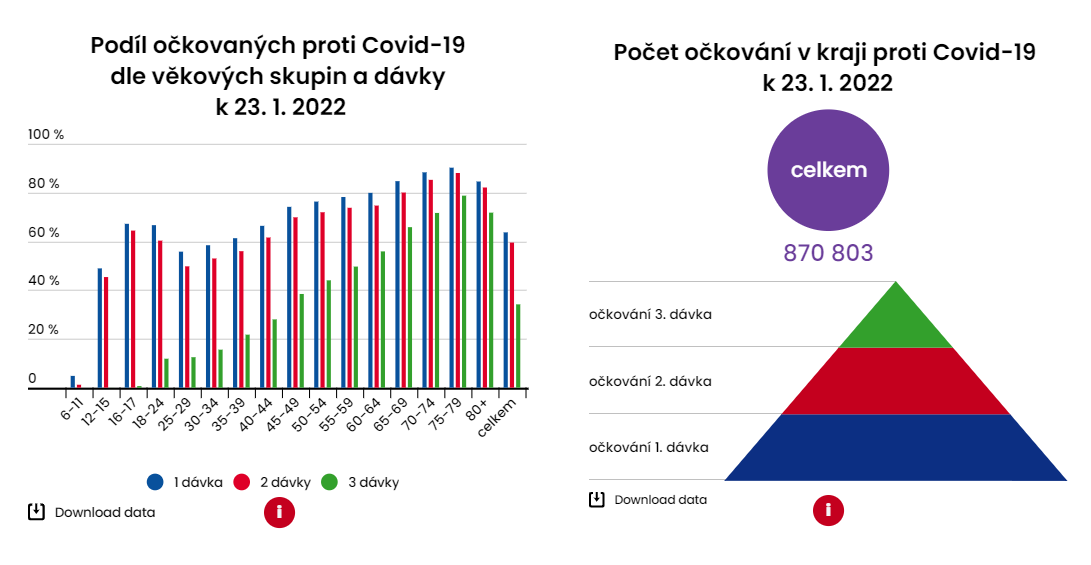 Podíl očkovaných proti Covid-19
dle věkových skupin a dávky
k 23. 1. 2022
100 %
80 %
60 %
40 %
20 %
0
6-11
12-15
16-17
18-24
25-29
30-34
35-39
40-44
45-49
50-54
55-59
60-64
65-69
70-74
75-79
80+
celkem
1 dávka
2 dávky
3 dávky
Download data
i
Počet očkování v kraji proti Covid-19
k 23. 1. 2022
celkem
870 803
očkování 3. dávka
očkování 2. dávka
očkování 1. dávka
Download data
i